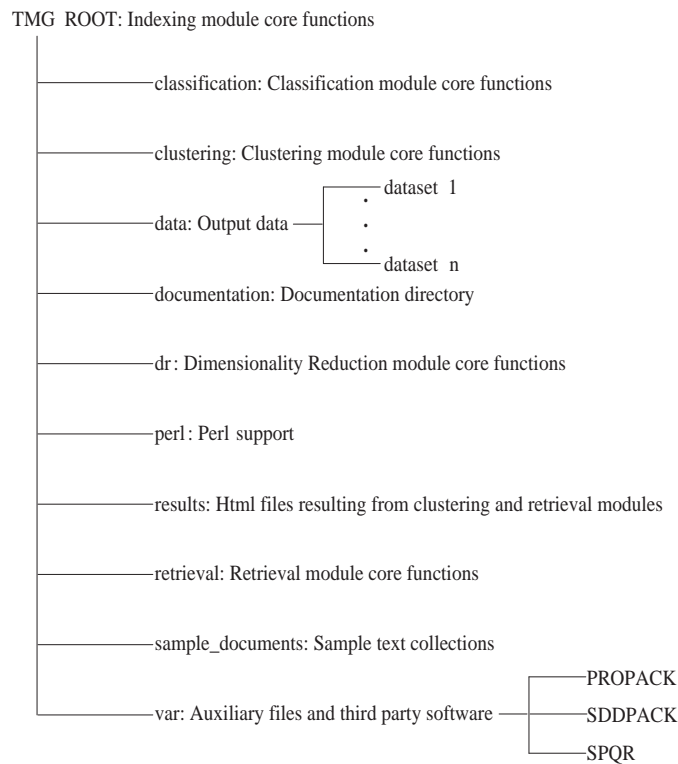 TMG ROOT: Indexing module core functions
classification: Classification module core functions
clustering: Clustering module core functions
dataset 1
data: Output data
dataset n
documentation: Documentation directory
dr: Dimensionality Reduction module core functions
perl: Perl support
results: Html files resulting from clustering and retrieval modules
retrieval: Retrieval module core functions
sample_documents: Sample text collections
PROPACK
var: Auxiliary files and third party software
SDDPACK
SPQR